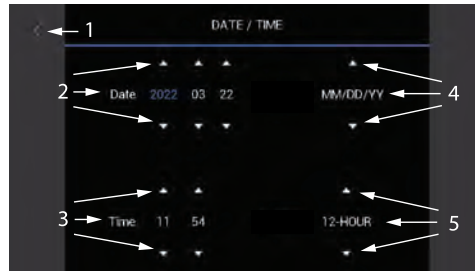 1
DATE / TIME
2 Date 2022 03 22 MM/DD/YY 4
3 Time 11 54 12-HOUR 5